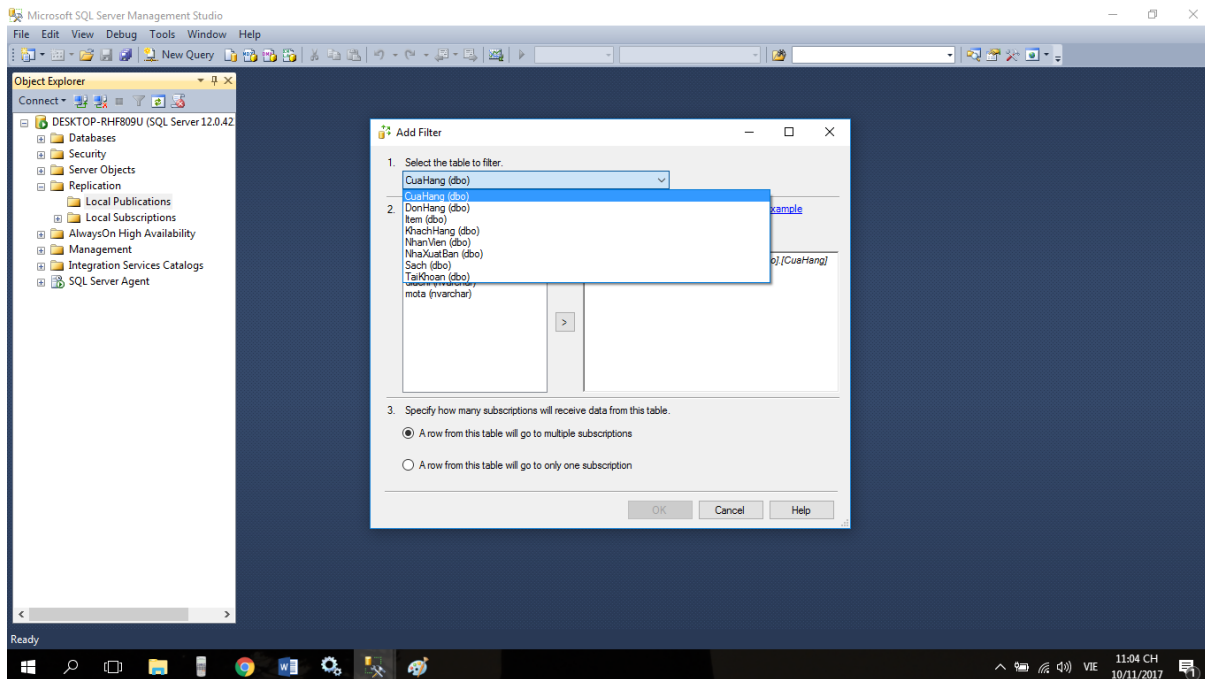 Microsoft SQL Server Management Studio
File Edit View Debug Tools Window Help
New Query
Object Explorer
Connect
DESKTOP-RHF809U (SQL Server 12.0.42
Databases
Security
Server Objects
Replication
Local Publications
Local Subscriptions
AlwaysOn High Availability
Management
Integration Services Catalogs
SQL Server Agent
Add Filter
1. Select the table to filter.
CuaHang (dbo)
CuaHang (dbo)
DonHang (dbo)
Item (dbo)
KhachHang (dbo)
NhanVien (dbo)
NhaXuatBan (dbo)
Sach (dbo)
TaiKhoan (dbo)
2.
xample
o].[CuaHang]
mota (nvarchar)
>
3. Specify how many subscriptions will receive data from this table.
A row from this table will go to multiple subscriptions
A row from this table will go to only one subscription
OK Cancel Help
Ready
VIE
11:04 CH
10/11/2017